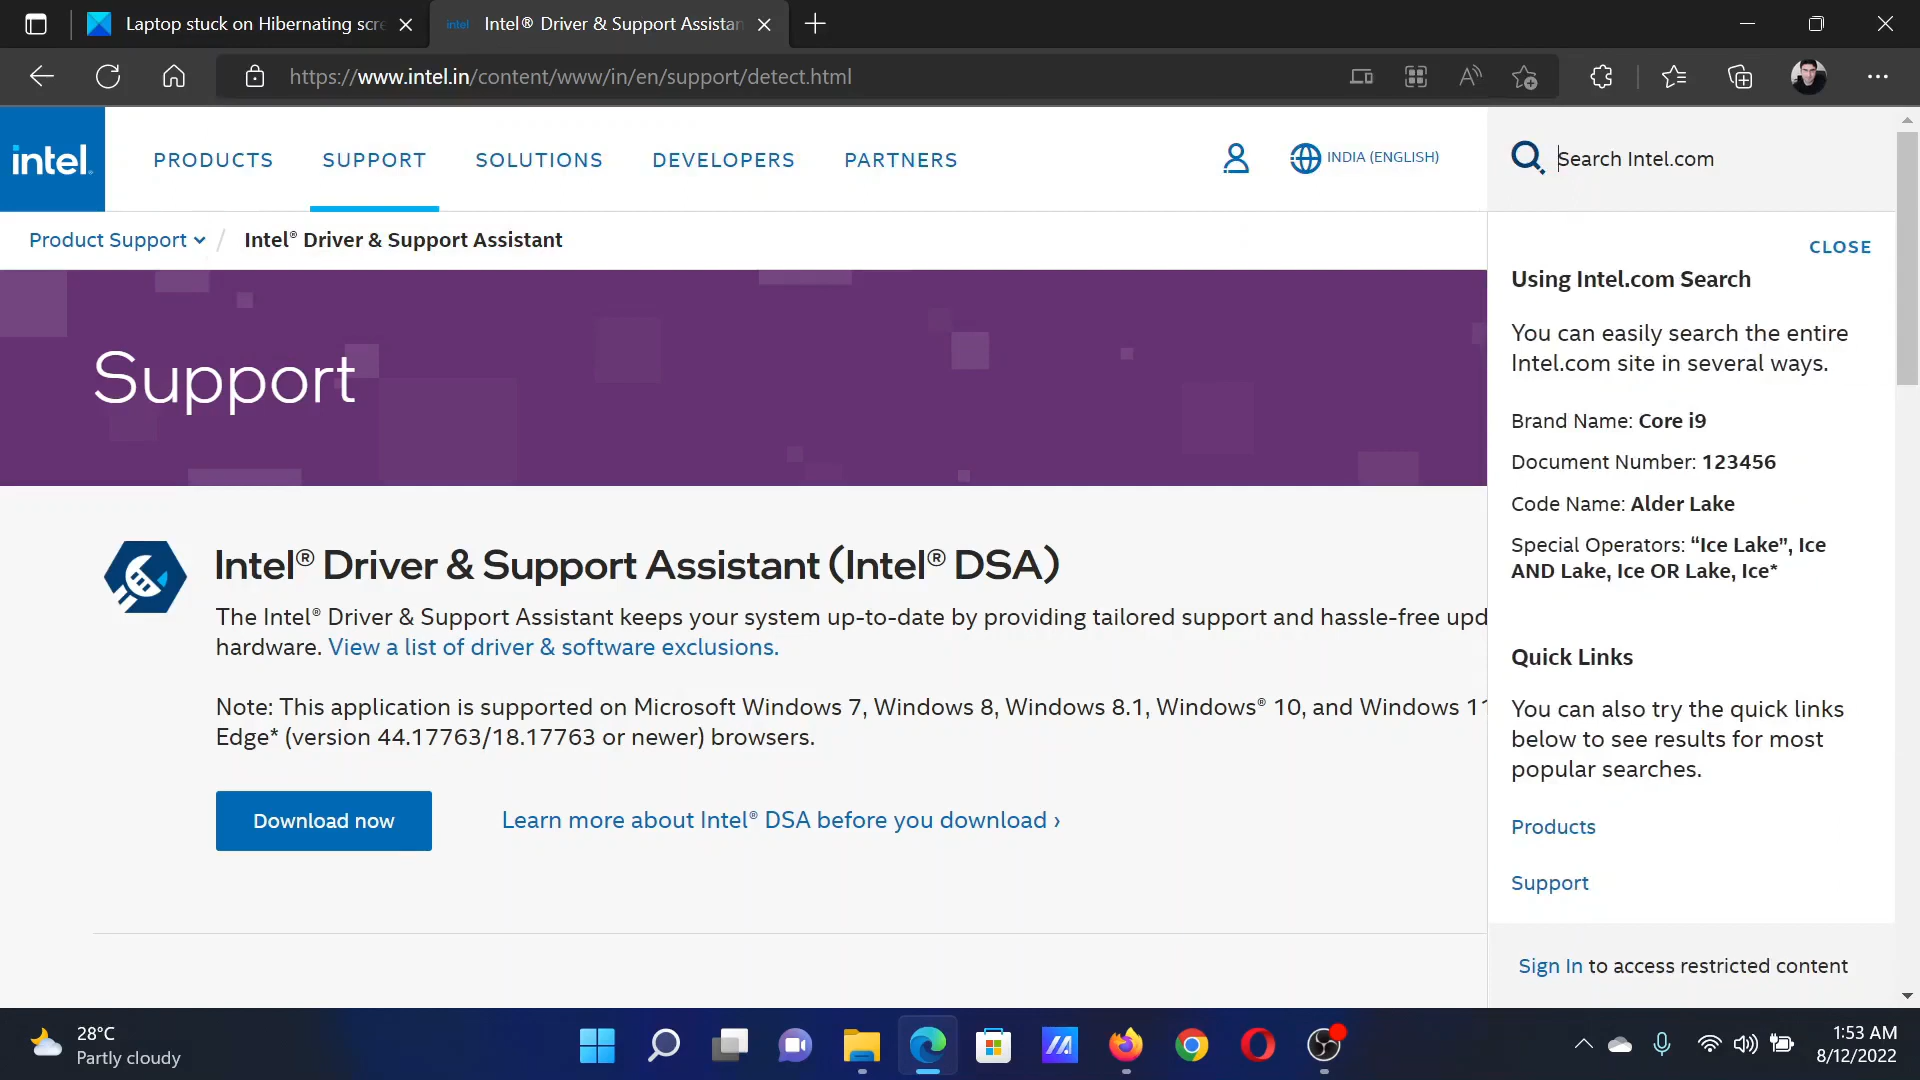 Laptop stuck on Hibernating scre
intel Intel® Driver & Support Assistan
https://www.intel.in/content/www/in/en/support/detect.html
intel.
PRODUCTS SUPPORT SOLUTIONS DEVELOPERS PARTNERS
INDIA (ENGLISH)
Search Intel.com
Product Support / Intel® Driver & Support Assistant
CLOSE
Support
Intel® Driver & Support Assistant (Intel® DSA)
The Intel® Driver & Support Assistant keeps your system up-to-date by providing tailored support and hassle-free upd
hardware. View a list of driver & software exclusions.
Note: This application is supported on Microsoft Windows 7, Windows 8, Windows 8.1, Windows® 10, and Windows 11
Edge* (version 44.17763/18.17763 or newer) browsers.
Download now
Learn more about Intel® DSA before you download ›
Using Intel.com Search
You can easily search the entire
Intel.com site in several ways.
Brand Name: Core i9
Document Number: 123456
Code Name: Alder Lake
Special Operators: “Ice Lake”, Ice
AND Lake, Ice OR Lake, Ice*
Quick Links
You can also try the quick links
below to see results for most
popular searches.
Products
Support
Sign In to access restricted content
28°C
Partly cloudy
1:53 AM
8/12/2022